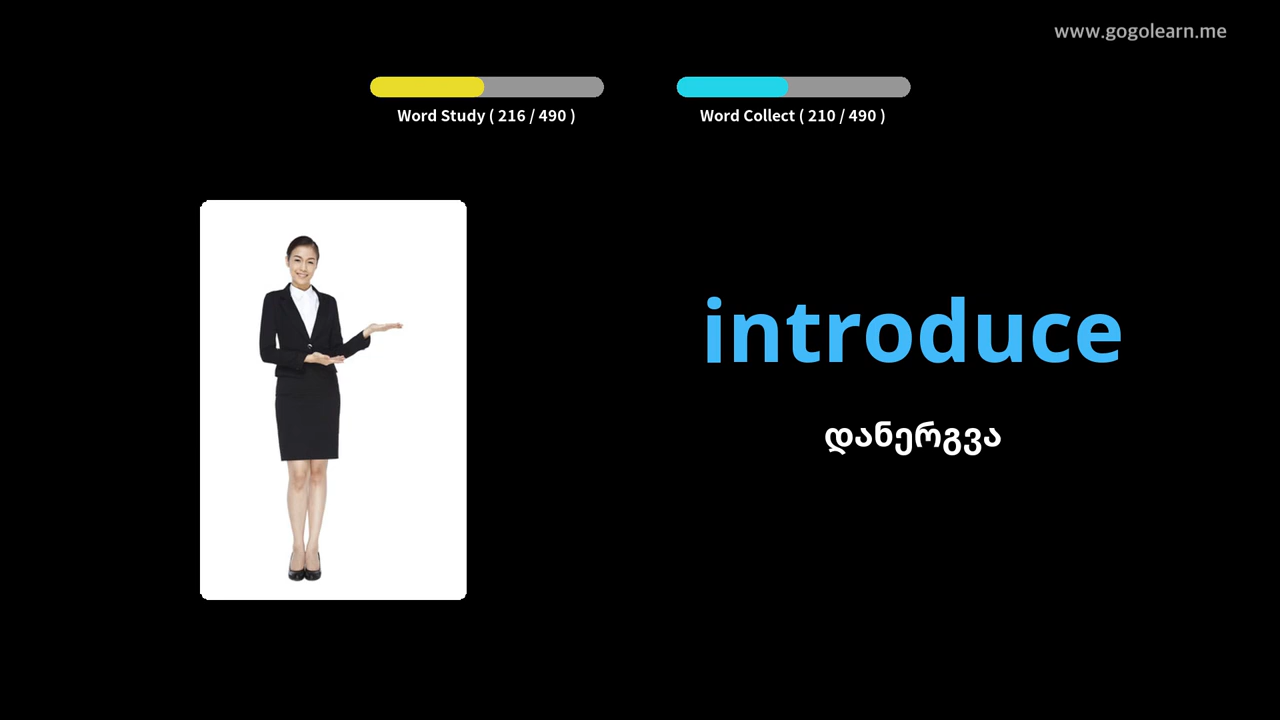 www.gogolearn.me
Word Study ( 216 / 490 )
Word Collect ( 210 / 490 )
introduce
დანერგვა